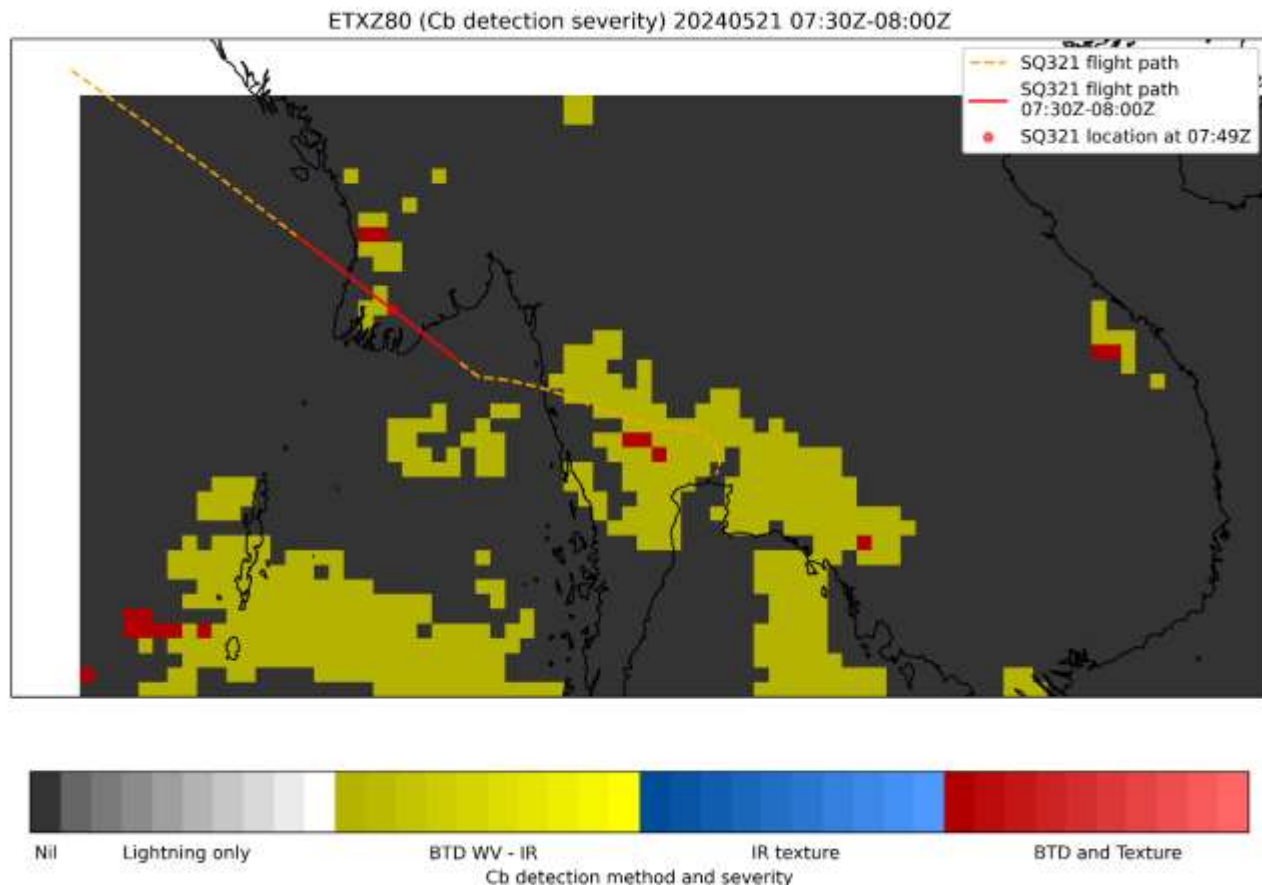 ETXZ80 (Cb detection severity) 20240521 07:30Z-08:00Z
SQ321 flight path
SQ321 flight path
07:30Z-08:00Z
SQ321 location at 07:49Z
Nil Lightning only BTD WV - IR IR texture BTD and Texture
Cb detection method and severity